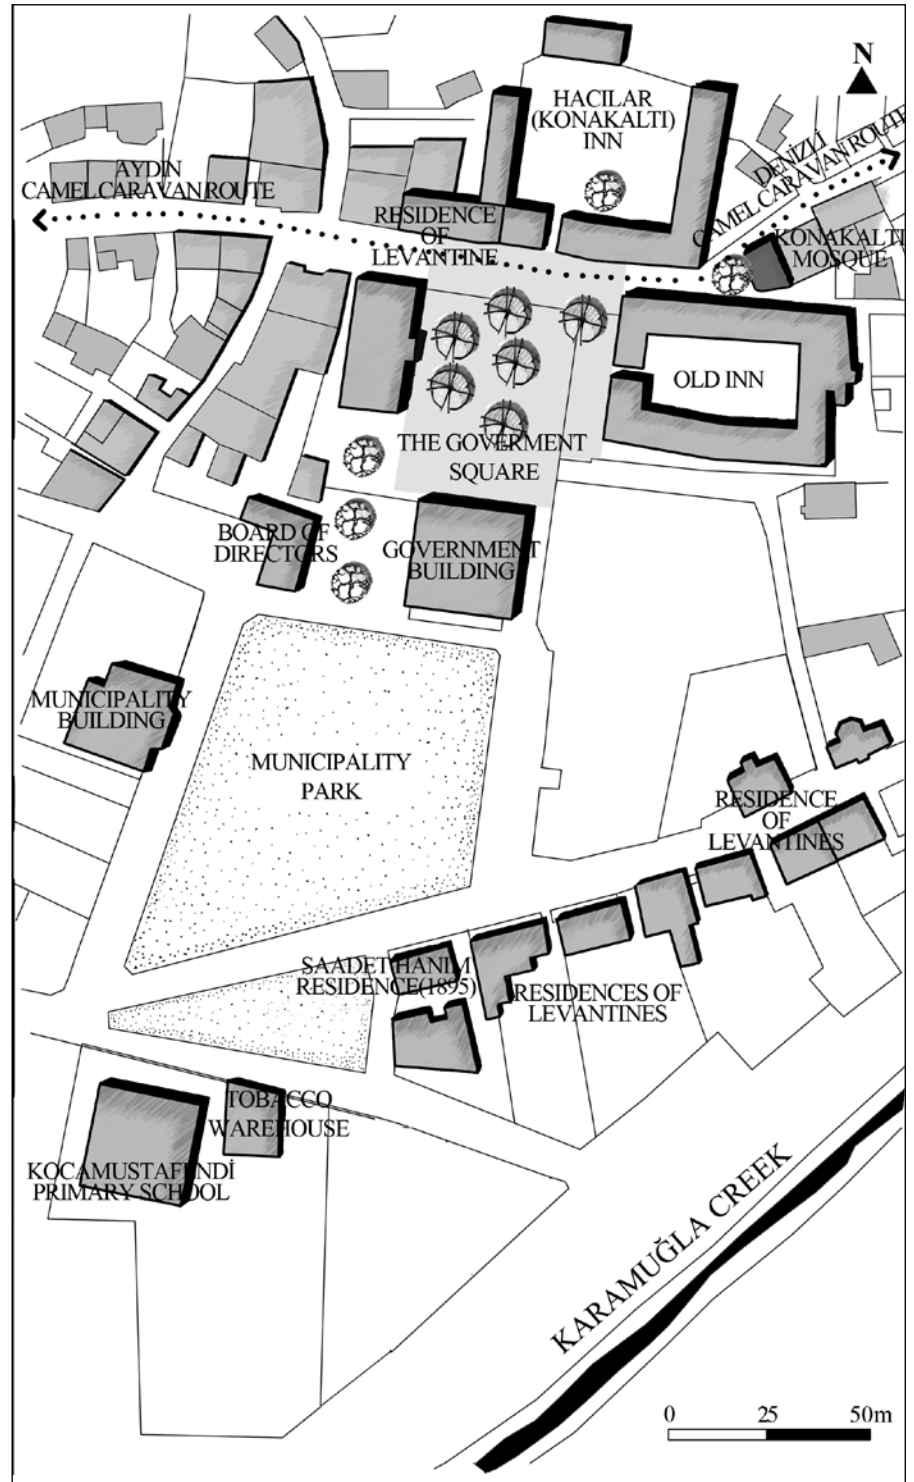 N
HACILAR
(KONAKALTI)
INN
DENİZLİ
CAMEL CARAVAN ROUTE
AYDIN
CAMEL CARAVAN ROUTE
RESIDENCE
OF
LEVANTINE
KONAKALTI
MOSQUE
OLD INN
THE GOVERMENT
SQUARE
BOARD OF
DIRECTORS
GOVERNMENT
BUILDING
MUNICIPALITY
BUILDING
MUNICIPALITY
PARK
RESIDENCE
OF
LEVANTINES
SAADET HANIM
RESIDENCE(1895)
RESIDENCES OF
LEVANTINES
TOBACCO
WAREHOUSE
KOCAMUSTAFENDİ
PRIMARY SCHOOL
KARAMUĞLA CREEK
0 25 50m